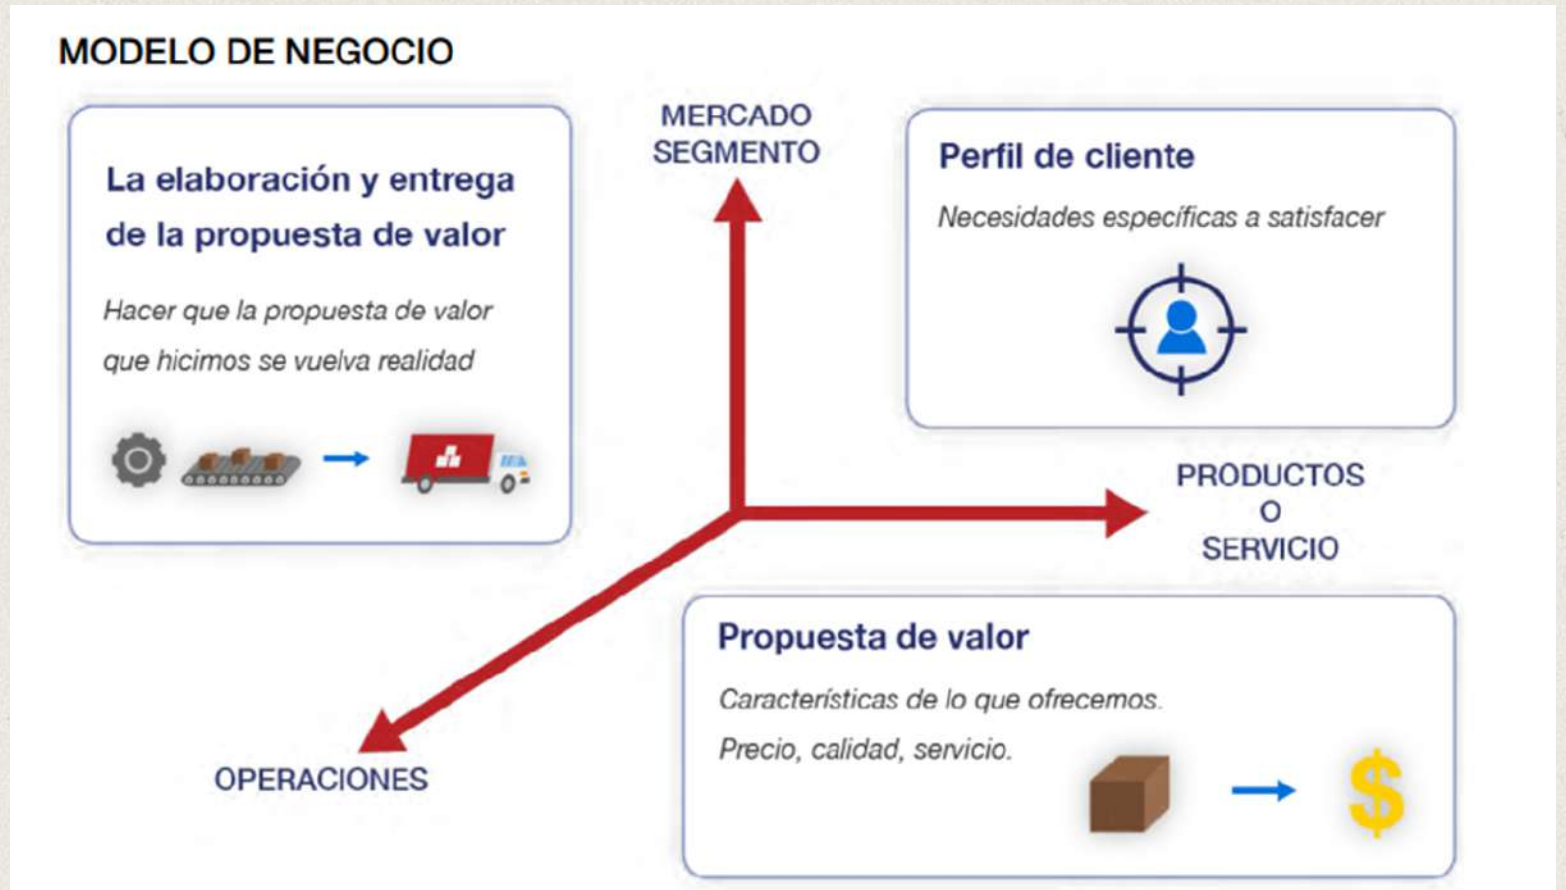 MODELO DE NEGOCIO
La elaboración y entrega
de la propuesta de valor
Hacer que la propuesta de valor
que hicimos se vuelva realidad
MERCADO
SEGMENTO
Perfil de cliente
Necesidades específicas a satisfacer
PRODUCTOS
O
SERVICIO
OPERACIONES
Propuesta de valor
Características de lo que ofrecemos.
Precio, calidad, servicio.
$